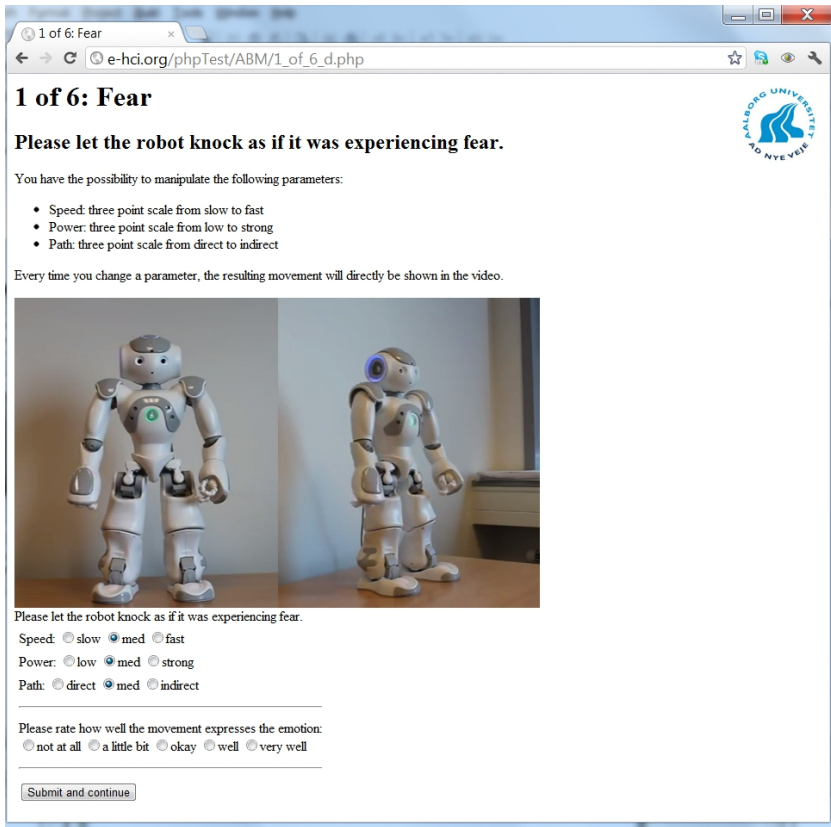 1 of 6: Fear
e-hci.org/phpTest/ABM/1_of_6_d.php
1 of 6: Fear
AALBORG UNIVERSITET
AD NYE VEJE
Please let the robot knock as if it was experiencing fear.
You have the possibility to manipulate the following parameters:
Speed: three point scale from slow to fast
Power: three point scale from low to strong
Path: three point scale from direct to indirect
Every time you change a parameter, the resulting movement will directly be shown in the video.
Please let the robot knock as if it was experiencing fear.
Speed: slow med fast
Power: low med strong
Path: direct med indirect
Please rate how well the movement expresses the emotion:
not at all a little bit okay well very well
Submit and continue